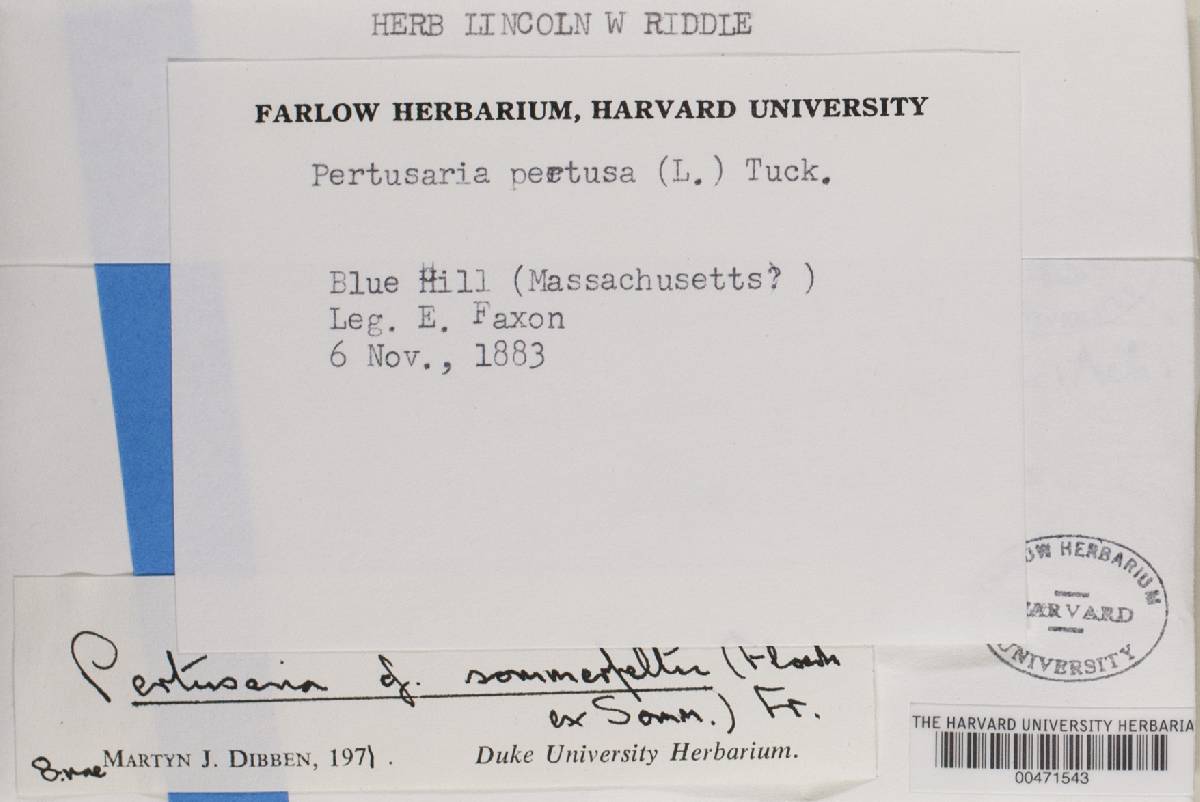 HERB LINCOLN W RIDDLE
FARLOW HERBARIUM, HARVARD UNIVERSITY
Pertusaria pertusa (L.) Tuck.
Blue Hill (Massachusetts? )
Leg. E. Faxon
6 Nov., 1883
OW HERBARIUM
HARVARD
UNIVERSITY
Pertusaria cf. sommerfeltii (Floerk
ex Somm.) Fr.
MARTYN J. DIBBEN, 1971.
Duke University Herbarium.
THE HARVARD UNIVERSITY HERBARIA
00471543